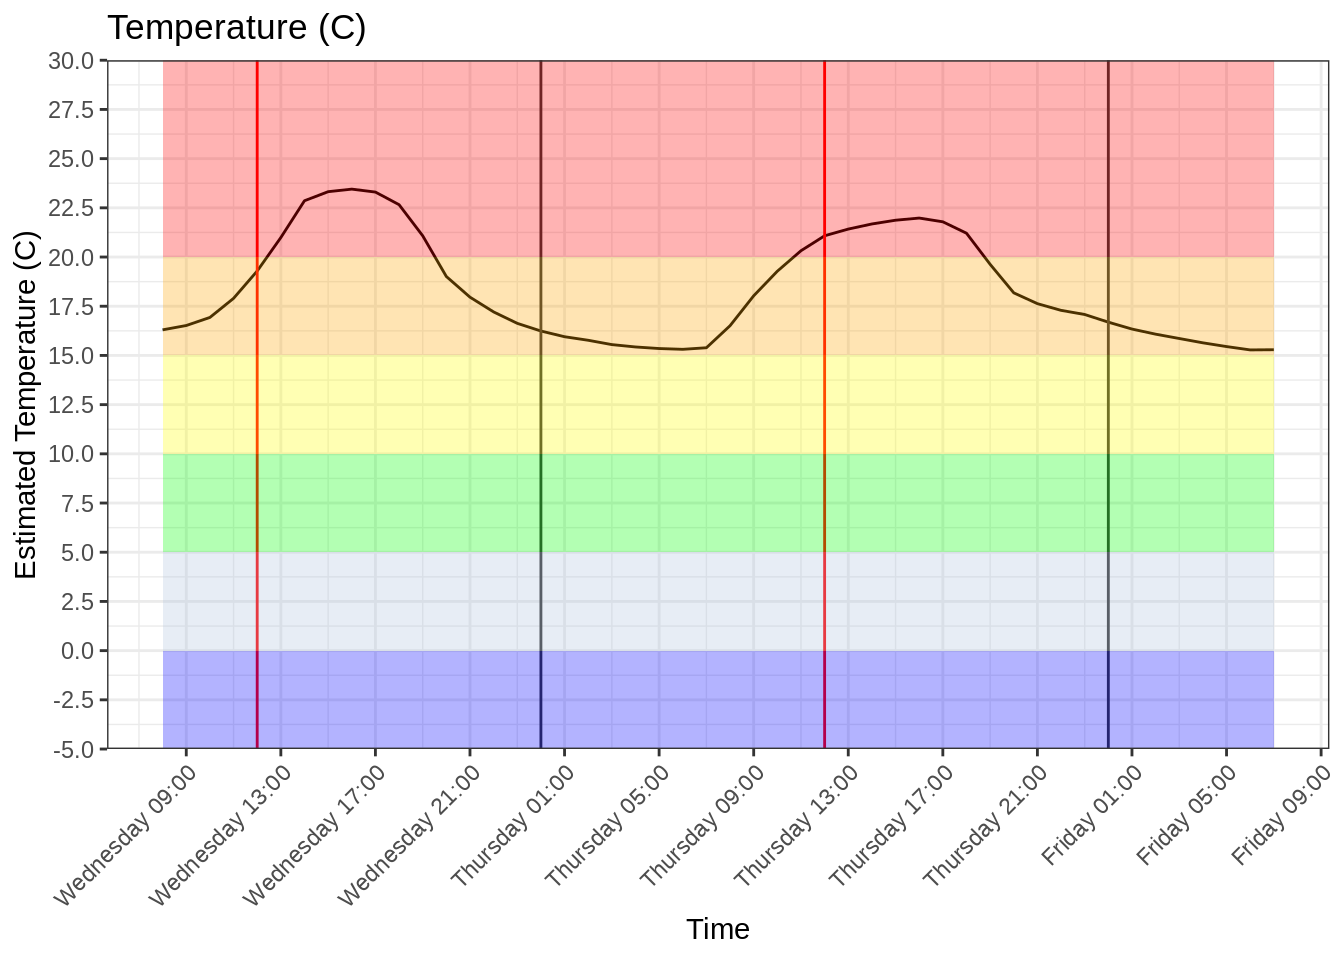 Temperature (C)
30.0
27.5
25.0
22.5
20.0
17.5
15.0
12.5
10.0
7.5
5.0
2.5
0.0
-2.5
-5.0
Estimated Temperature (C)
Wednesday 09:00
Wednesday 13:00
Wednesday 17:00
Wednesday 21:00
Thursday 01:00
Thursday 05:00
Thursday 09:00
Thursday 13:00
Thursday 17:00
Thursday 21:00
Friday 01:00
Friday 05:00
Friday 09:00
Time